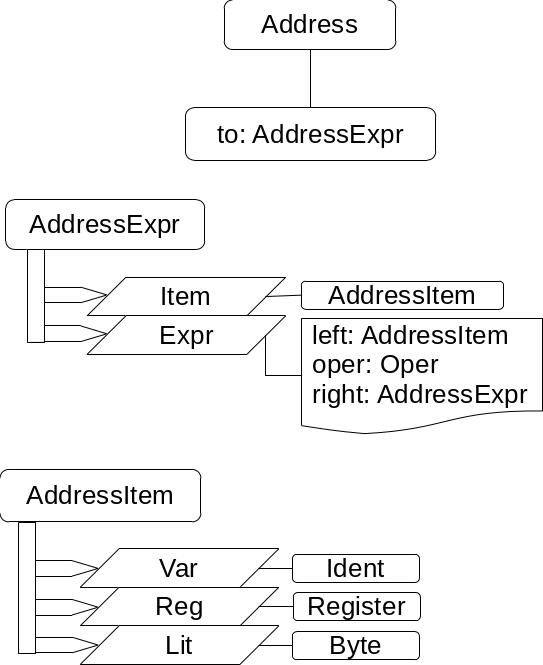 Address
to: AddressExpr
AddressExpr
Item
AddressItem
Expr
left: AddressItem
oper: Oper
right: AddressExpr
AddressItem
Var
Ident
Reg
Register
Lit
Byte